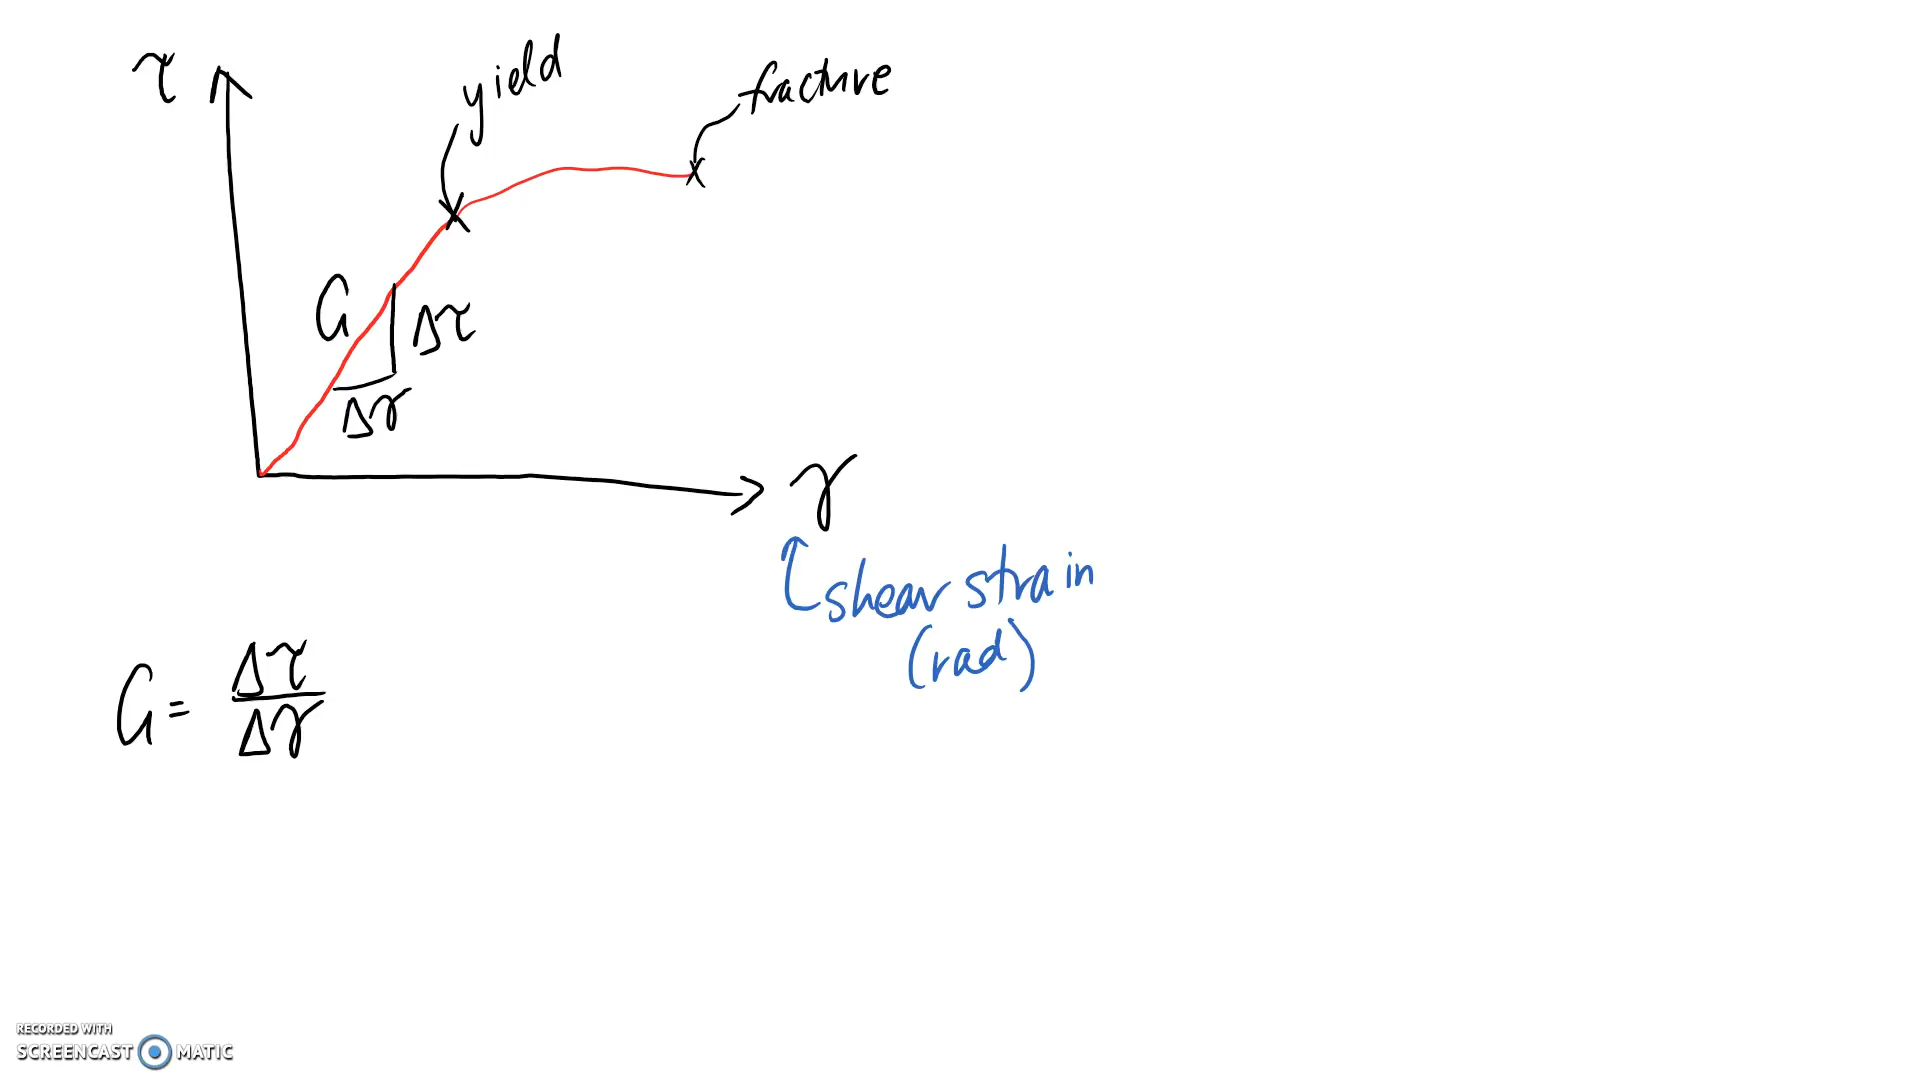 τ
yield
fracture
G
Δτ
Δγ
γ
shear strain
(rad)
G = Δτ/Δγ
RECORDED WITH
SCREENCAST MATIC